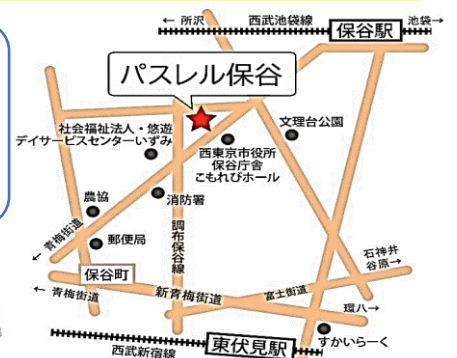 ← 所沢
西武池袋線
保谷駅
池袋→
パスレル保谷
社会福祉法人・悠遊
デイサービスセンターいずみ
文理台公園
西東京市役所
保谷庁舎
こもれびホール
消防署
農協
← 青梅街道
郵便局
調布保谷線
保谷町
← 青梅街道
新青梅街道
富士街道
石神井
谷原→
環八→
すかいらーく
西武新宿線
東伏見駅